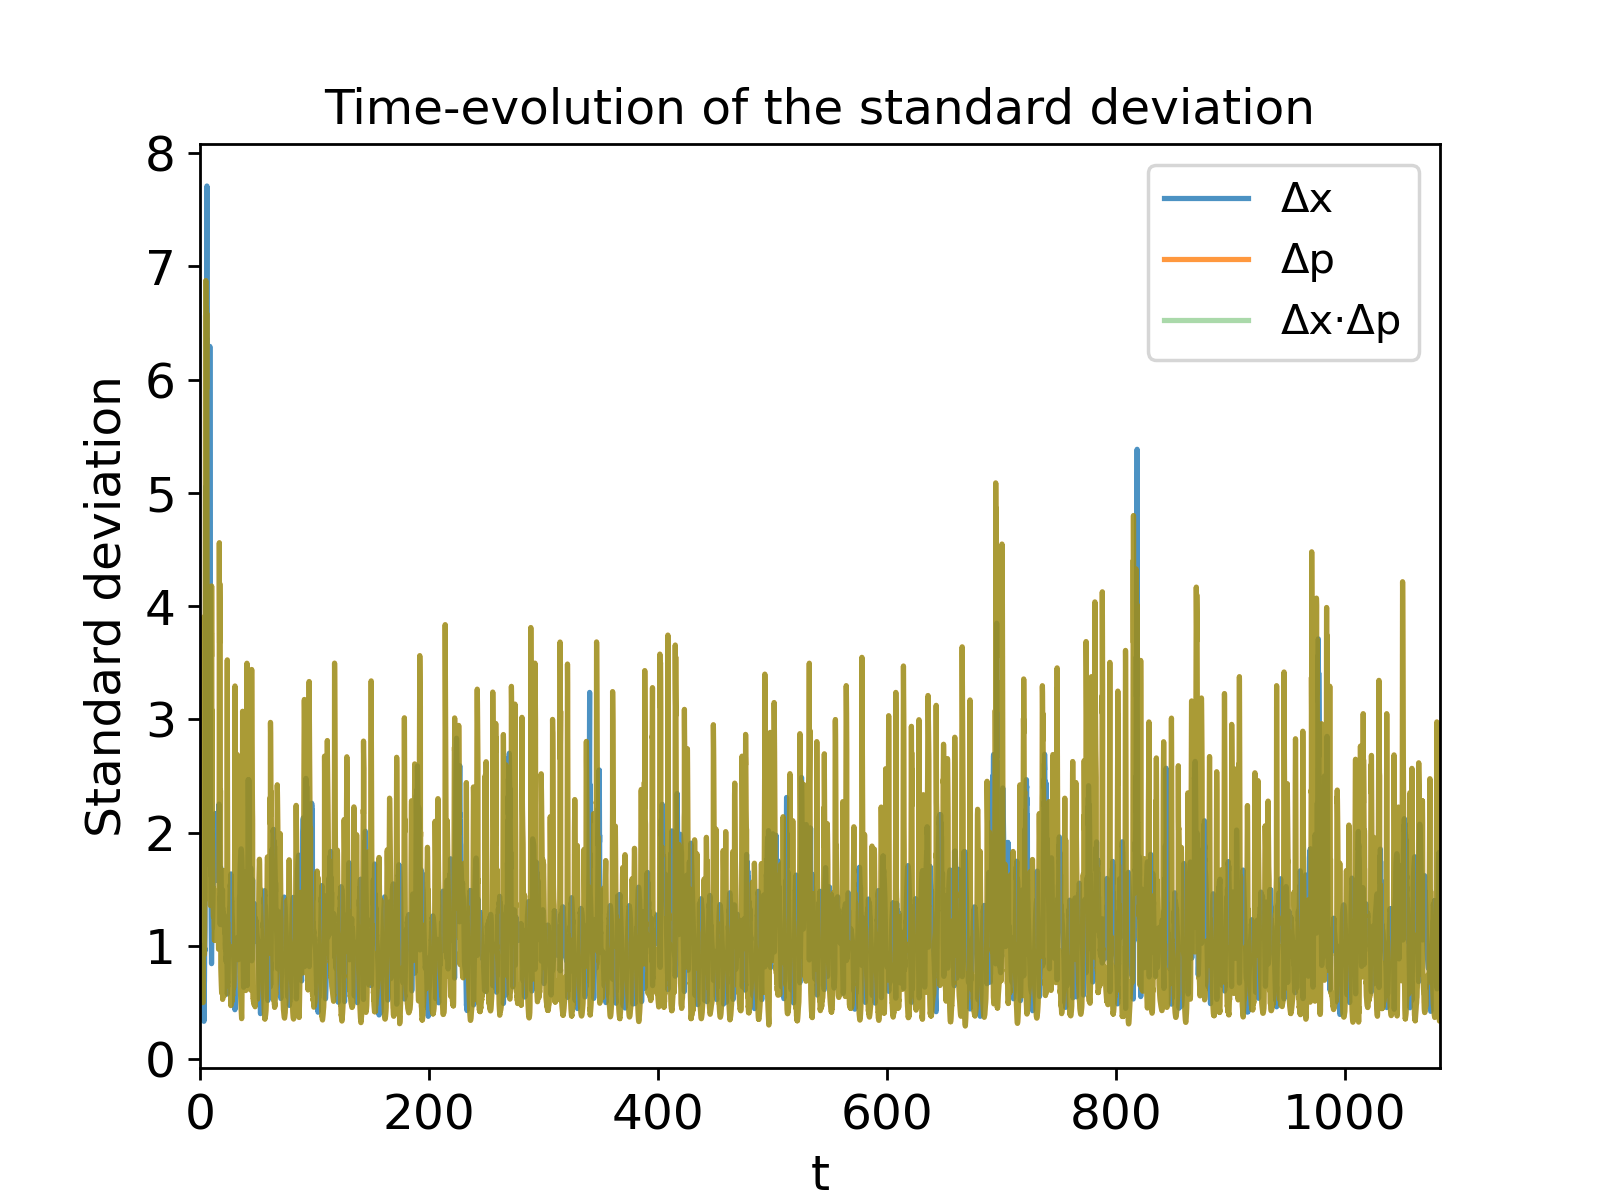 Time-evolution of the standard deviation
8
7
6
5
4
3
2
1
0
Standard deviation
Δx
Δp
Δx·Δp
0 200 400 600 800 1000
t